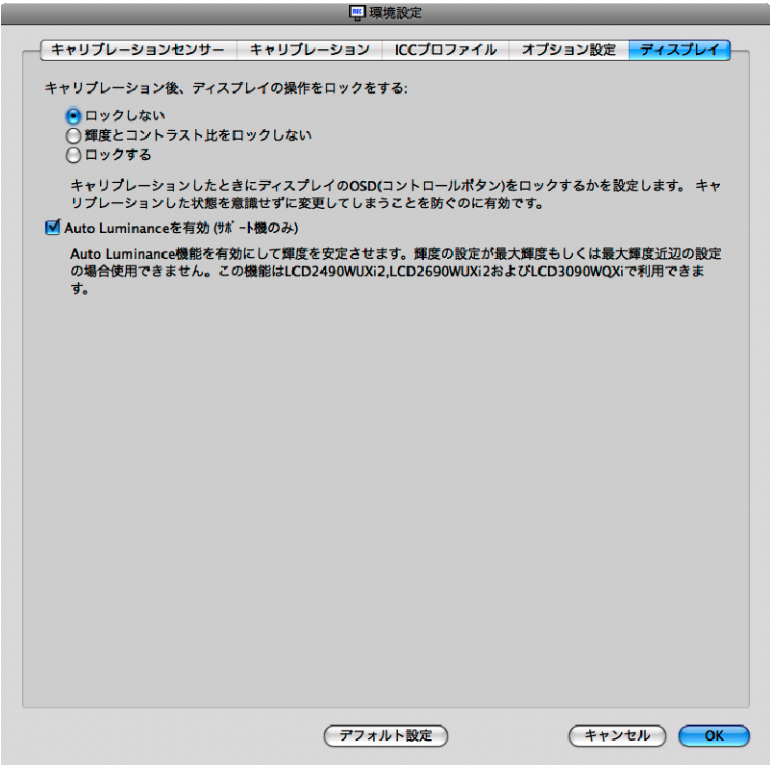 環境設定
キャリブレーションセンサー キャリブレーション ICCプロファイル オプション設定 ディスプレイ
キャリブレーション後、ディスプレイの操作をロックをする:
ロックしない
輝度とコントラスト比をロックしない
ロックする
キャリブレーションしたときにディスプレイのOSD(コントロールボタン)をロックするかを設定します。 キャ
リブレーションした状態を意識せずに変更してしまうことを防ぐのに有効です。
Auto Luminanceを有効 (ｻﾎﾟｰﾄ機のみ)
Auto Luminance機能を有効にして輝度を安定させます。輝度の設定が最大輝度もしくは最大輝度近辺の設定
の場合使用できません。この機能はLCD2490WUXi2,LCD2690WUXi2およびLCD3090WQXiで利用できま
す。
デフォルト設定 キャンセル OK